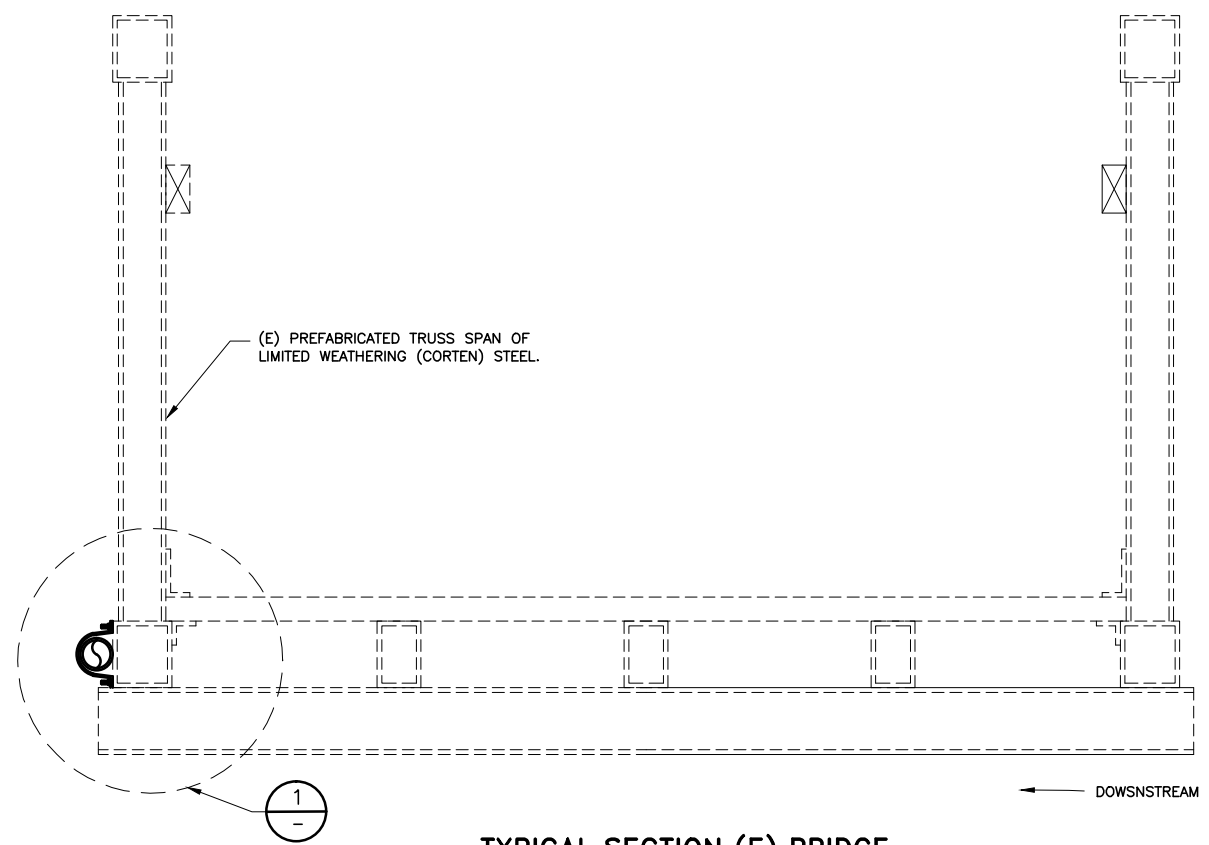 (E) PREFABRICATED TRUSS SPAN OF
LIMITED WEATHERING (CORTEN) STEEL.
1
-
DOWSNSTREAM
TYPICAL SECTION (E) BRIDGE